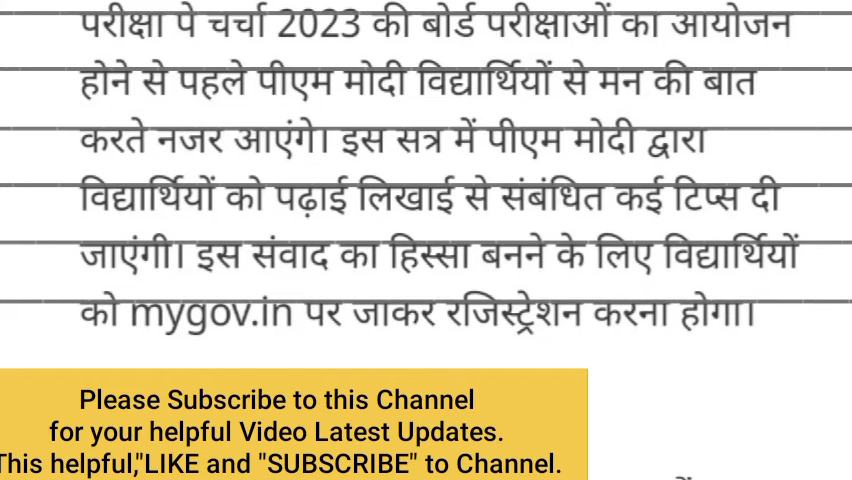 परीक्षा पे चर्चा 2023 की बोर्ड परीक्षाओं का आयोजन
होने से पहले पीएम मोदी विद्यार्थियों से मन की बात
करते नजर आएंगे। इस सत्र में पीएम मोदी द्वारा
विद्यार्थियों को पढ़ाई लिखाई से संबंधित कई टिप्स दी
जाएंगी। इस संवाद का हिस्सा बनने के लिए विद्यार्थियों
को mygov.in पर जाकर रजिस्ट्रेशन करना होगा।
Please Subscribe to this Channel
for your helpful Video Latest Updates.
This helpful,"LIKE and "SUBSCRIBE" to Channel.